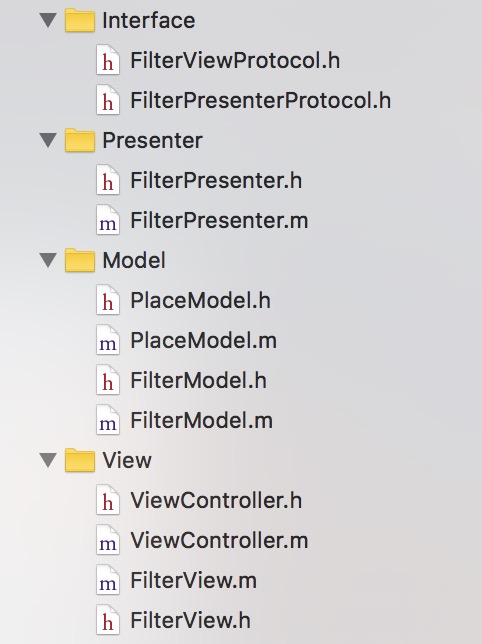 Interface
h FilterViewProtocol.h
h FilterPresenterProtocol.h
Presenter
h FilterPresenter.h
m FilterPresenter.m
Model
h PlaceModel.h
m PlaceModel.m
h FilterModel.h
m FilterModel.m
View
h ViewController.h
m ViewController.m
m FilterView.m
h FilterView.h